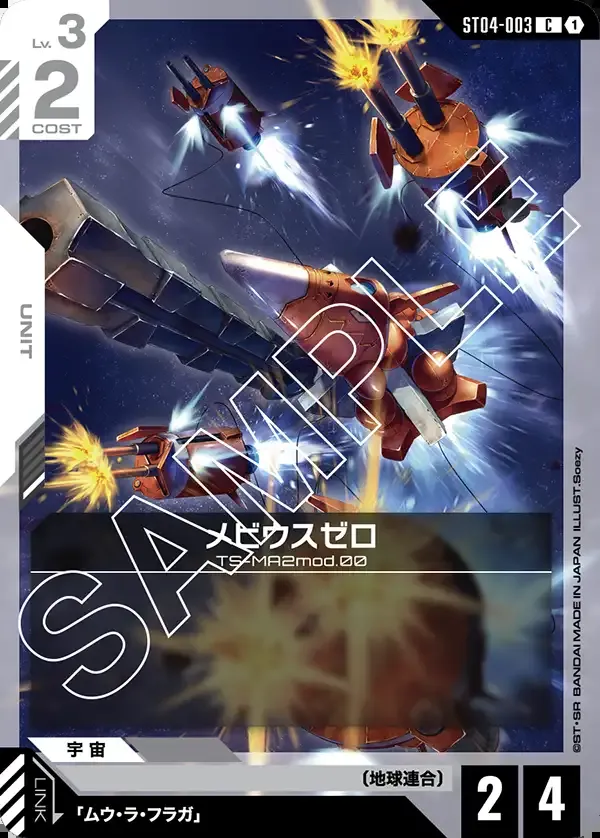 ST04-003 C 1
Lv. 3
2
COST
UNIT
SAMPLE
メビウスゼロ
TS-MA2mod.00
©ST・SR BANDAI MADE IN JAPAN ILLUST.Soezy
宇宙
〔地球連合〕
LINK
「ムウ・ラ・フラガ」
2 4